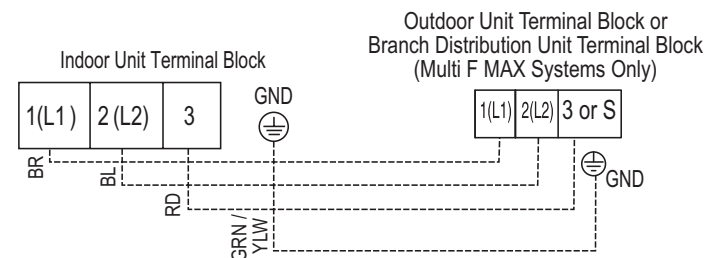 Outdoor Unit Terminal Block or
Branch Distribution Unit Terminal Block
(Multi F MAX Systems Only)
Indoor Unit Terminal Block
1(L1) 2(L2) 3
GND
1(L1) 2(L2) 3 or S
GND
BR
BL
RD
GRN /
YLW